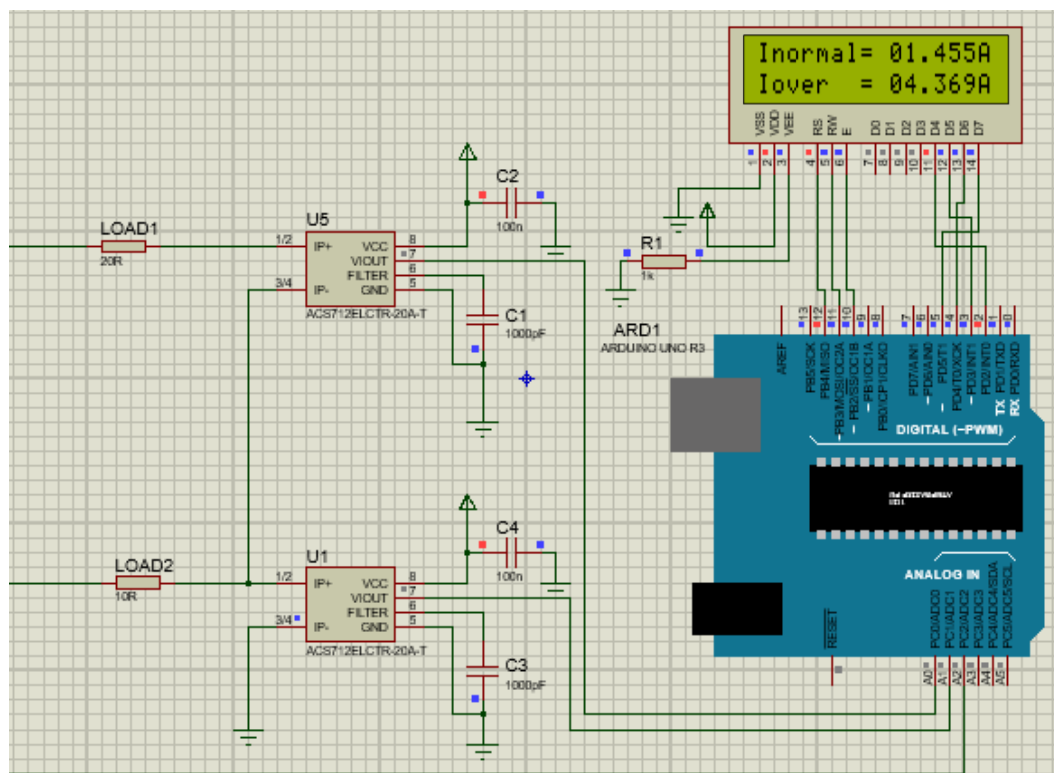 Inormal= 01.455A
Iover  = 04.369A
VSS
VDD
VEE
RS
RW
E
D0
D1
D2
D3
D4
D5
D6
D7
1
2
3
4
5
6
7
8
9
10
11
12
13
14
C2
100n
LOAD1
20R
U5
1/2
IP+
VCC
8
VIOUT
7
FILTER
6
3/4
IP-
GND
5
ACS712ELCTR-20A-T
C1
1000pF
R1
1k
ARD1
ARDUINO UNO R3
13
12
11
10
9
8
7
6
5
4
3
2
1
0
AREF
PB5/SCK
PB4/MISO
~PB3/MOSI/OC2A
~PB2/SS/OC1B
~PB1/OC1A
PB0/ICP1/CLKO
PD7/AIN1
~PD6/AIN0
~PD5/T1
PD4/T0/XCK
~PD3/INT1
PD2/INT0
TX PD1/TXD
RX PD0/RXD
DIGITAL (~PWM)
C4
100n
LOAD2
10R
U1
1/2
IP+
VCC
8
VIOUT
7
FILTER
6
3/4
IP-
GND
5
ACS712ELCTR-20A-T
C3
1000pF
ANALOG IN
RESET
PC0/ADC0
PC1/ADC1
PC2/ADC2
PC3/ADC3
PC4/ADC4/SDA
PC5/ADC5/SCL
A0
A1
A2
A3
A4
A5